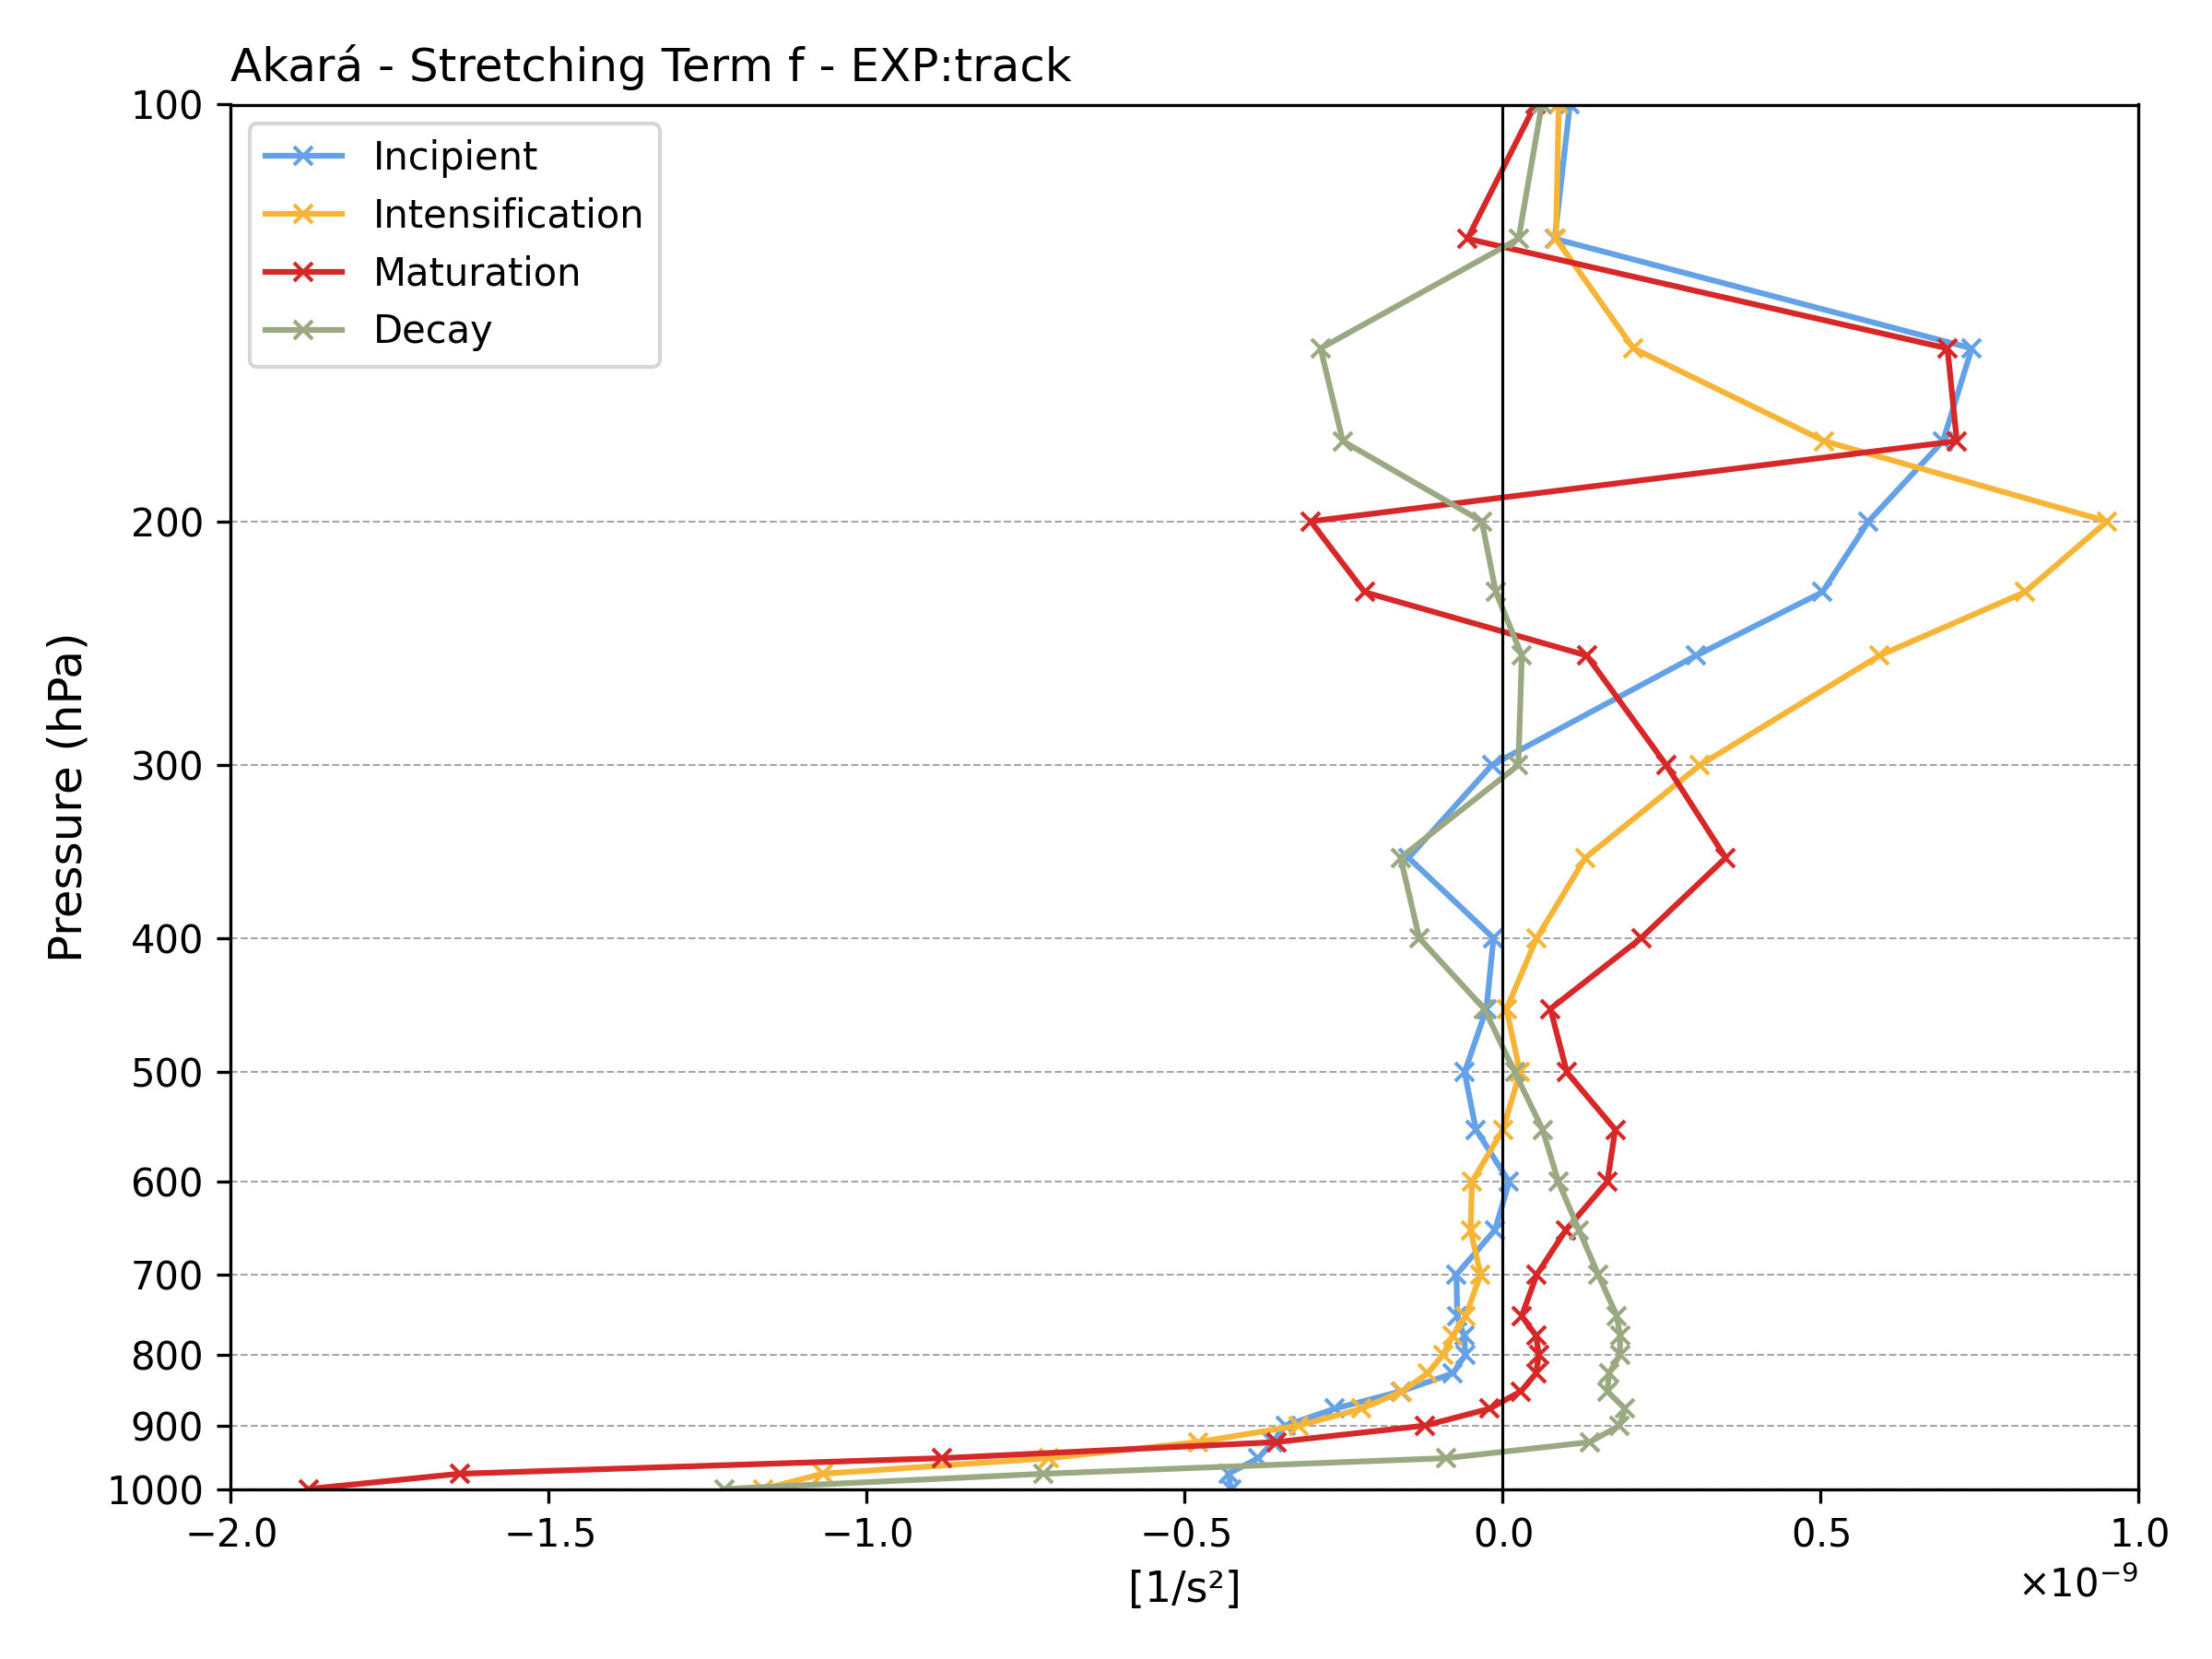 Akará - Stretching Term f - EXP:track
Incipient
Intensification
Maturation
Decay
Pressure (hPa)
100
200
300
400
500
600
700
800
900
1000
−2.0 −1.5 −1.0 −0.5 0.0 0.5 1.0
[1/s²]
×10⁻⁹